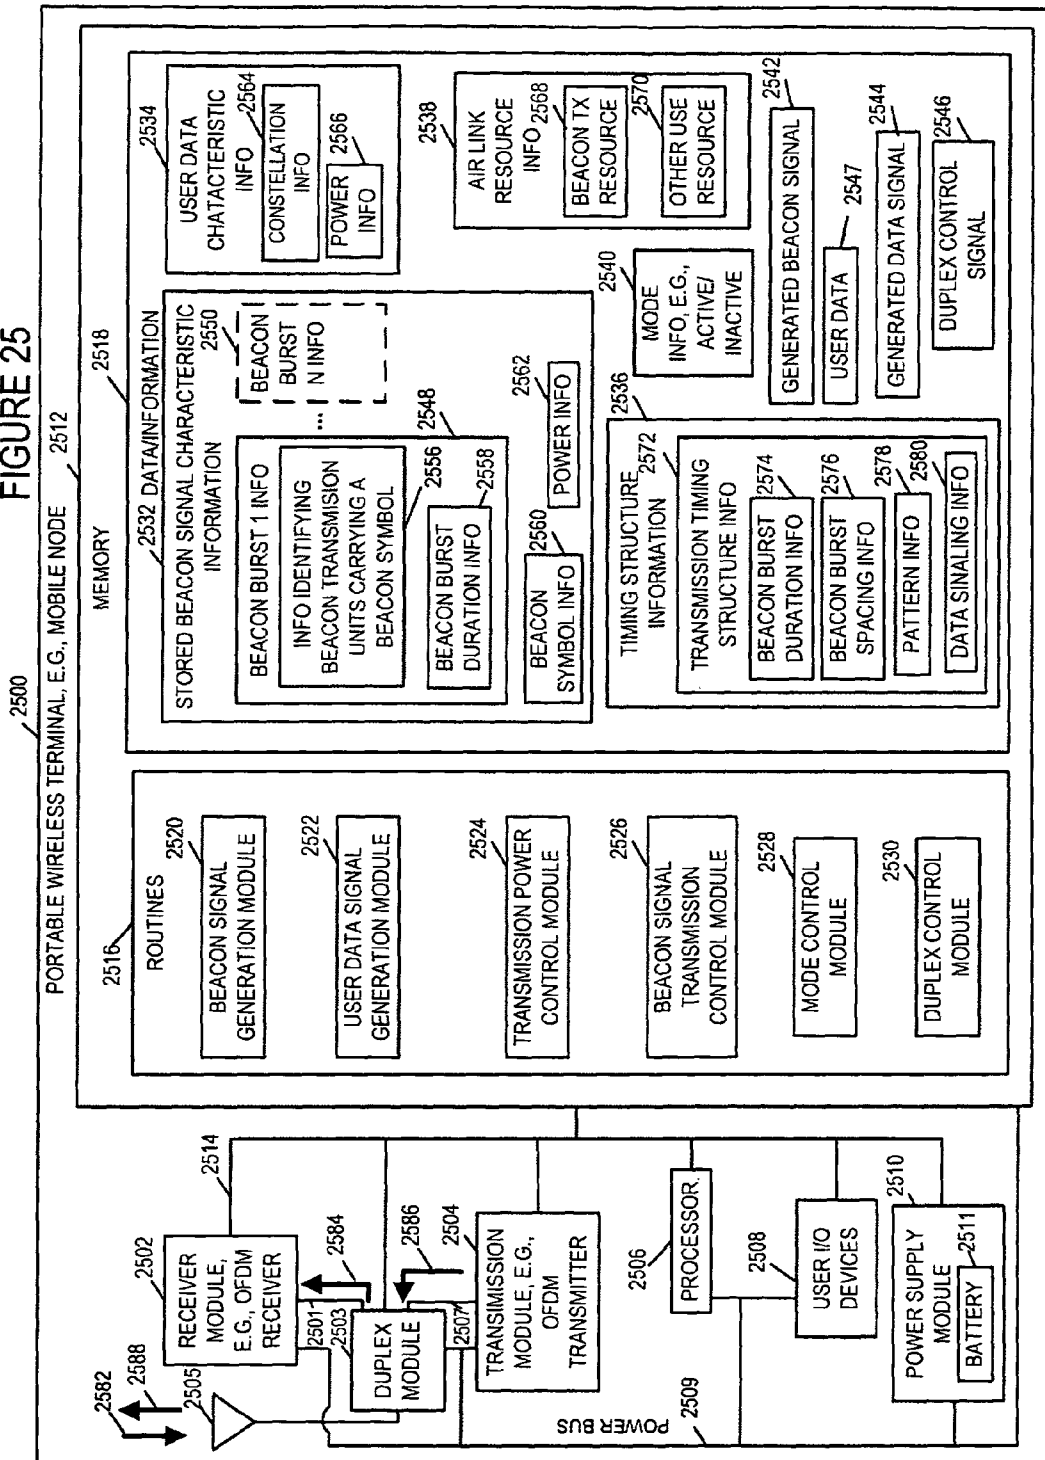 FIGURE 25
2500
PORTABLE WIRELESS TERMINAL, E.G., MOBILE NODE
2512
2582
2588
2505
2502
RECEIVER
MODULE,
E.G., OFDM
RECEIVER
2514
2501
2584
2503
DUPLEX
MODULE
2586
2507
2504
TRANSIMISSION
MODULE, E.G.,
OFDM
TRANSMITTER
2506
PROCESSOR
2508
USER I/O
DEVICES
2510
POWER SUPPLY
MODULE
2511
BATTERY
POWER BUS
2509
MEMORY
2518
2516
ROUTINES
2520
BEACON SIGNAL
GENERATION MODULE
2522
USER DATA SIGNAL
GENERATION MODULE
2524
TRANSMISSION POWER
CONTROL MODULE
2526
BEACON SIGNAL
TRANSMISSION
CONTROL MODULE
2528
MODE CONTROL
MODULE
2530
DUPLEX CONTROL
MODULE
2532 DATA/INFORMATION
STORED BEACON SIGNAL CHARACTERISTIC
INFORMATION
BEACON BURST 1 INFO
INFO IDENTIFYING
BEACON TRANSMISION
UNITS CARRYING A
BEACON SYMBOL
2556
BEACON BURST
DURATION INFO
2558
2548
...
2550
BEACON
BURST
N INFO
2560
BEACON
SYMBOL INFO
2562
POWER INFO
2534
USER DATA
CHATACTERISTIC
INFO
2564
CONSTELLATION
INFO
2566
POWER
INFO
2536
TIMING STRUCTURE
INFORMATION
2572
TRANSMISSION TIMING
STRUCTURE INFO
2574
BEACON BURST
DURATION INFO
2576
BEACON BURST
SPACING INFO
2578
PATTERN INFO
2580
DATA SINALING INFO
2538
AIR LINK
RESOURCE
INFO
2568
BEACON TX
RESOURCE
2570
OTHER USE
RESOURCE
2540
MODE
INFO, E.G.,
ACTIVE/
INACTIVE
2542
GENERATED BEACON SIGNAL
2547
USER DATA
2544
GENERATED DATA SIGNAL
2546
DUPLEX CONTROL
SIGNAL